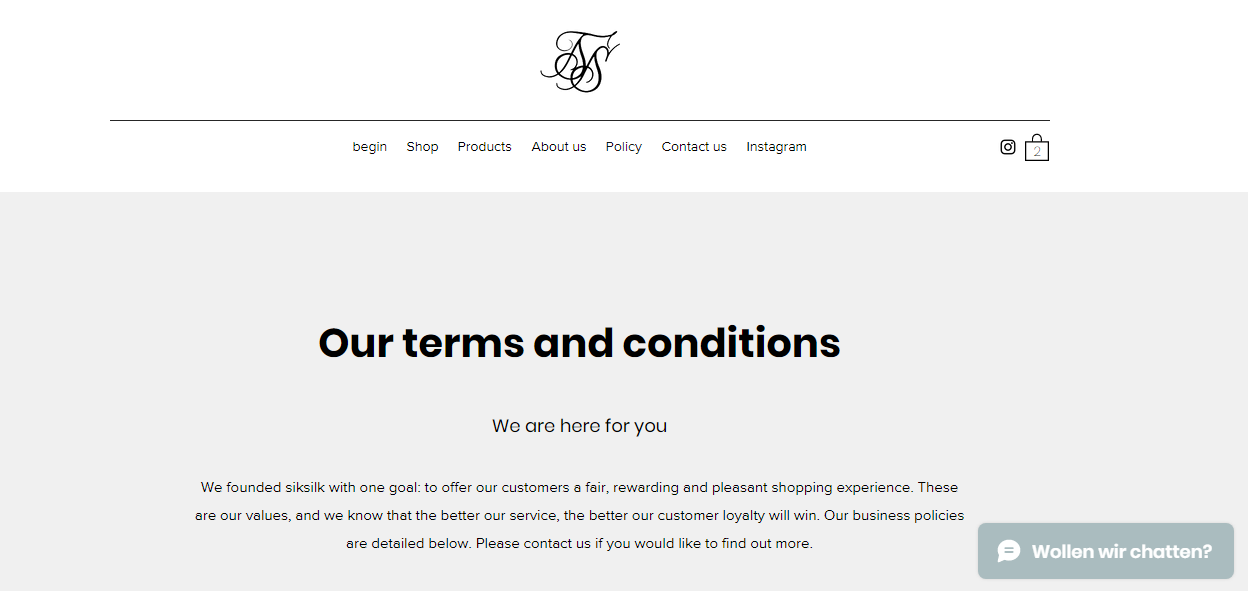 begin Shop Products About us Policy Contact us Instagram 2
Our terms and conditions
We are here for you
We founded siksilk with one goal: to offer our customers a fair, rewarding and pleasant shopping experience. These
are our values, and we know that the better our service, the better our customer loyalty will win. Our business policies
are detailed below. Please contact us if you would like to find out more.
Wollen wir chatten?